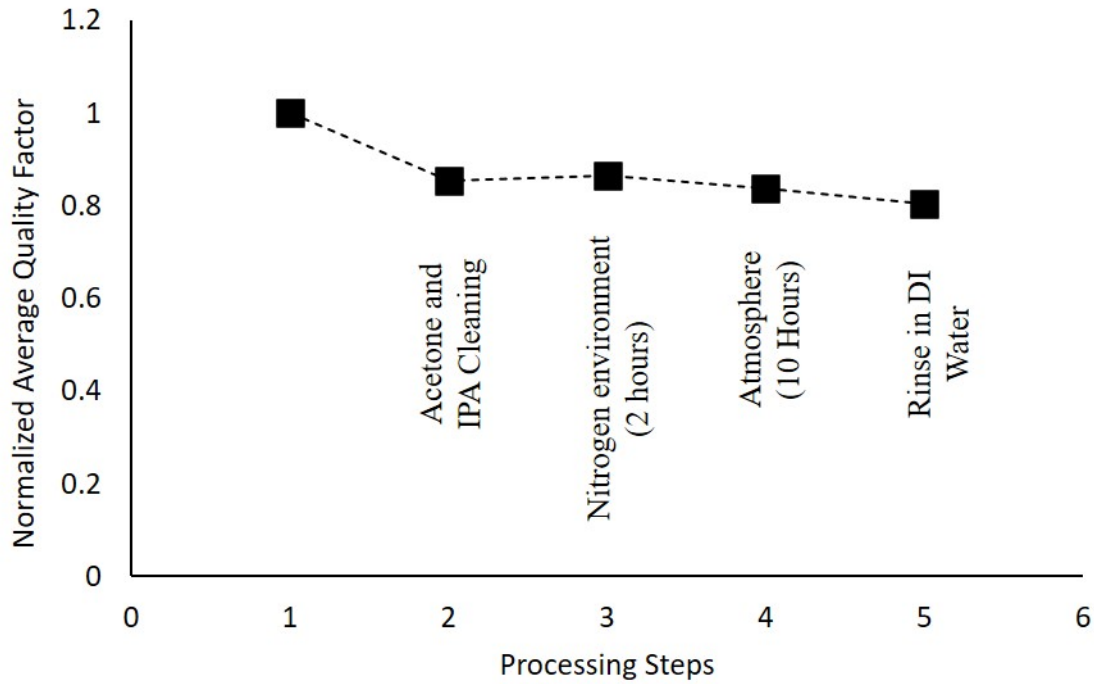 Normalized Average Quality Factor
1.2
1
0.8
0.6
0.4
0.2
0
Acetone and
IPA Cleaning
Nitrogen environment
(2 hours)
Atmosphere
(10 Hours)
Rinse in DI
Water
0 1 2 3 4 5 6
Processing Steps